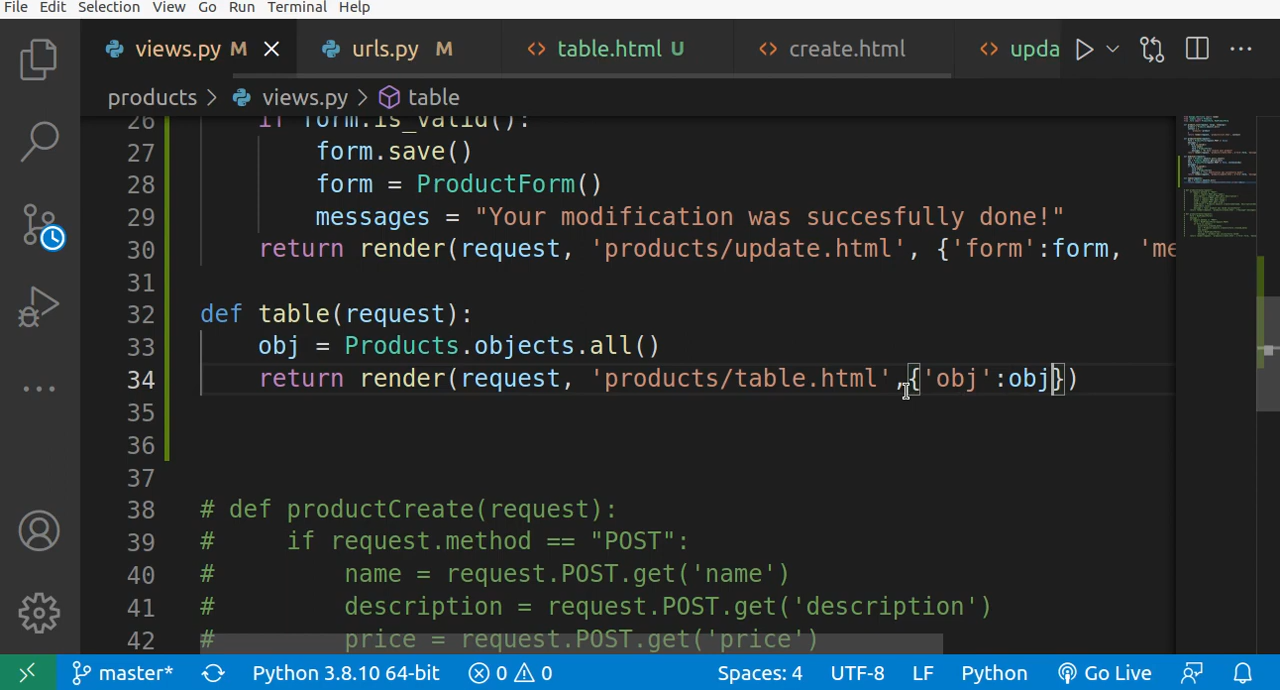 File Edit Selection View Go Run Terminal Help
views.py M urls.py M table.html U create.html upda
products > views.py > table
26 if form.is_valid():
27 form.save()
28 form = ProductForm()
29 messages = "Your modification was succesfully done!"
30 return render(request, 'products/update.html', {'form':form, 'me
31
32 def table(request):
33 obj = Products.objects.all()
34 return render(request, 'products/table.html',{'obj':obj})
35
36
37
38 # def productCreate(request):
39 # if request.method == "POST":
40 # name = request.POST.get('name')
41 # description = request.POST.get('description')
42 # price = request.POST.get('price')
master* Python 3.8.10 64-bit 0 0 Spaces: 4 UTF-8 LF Python Go Live